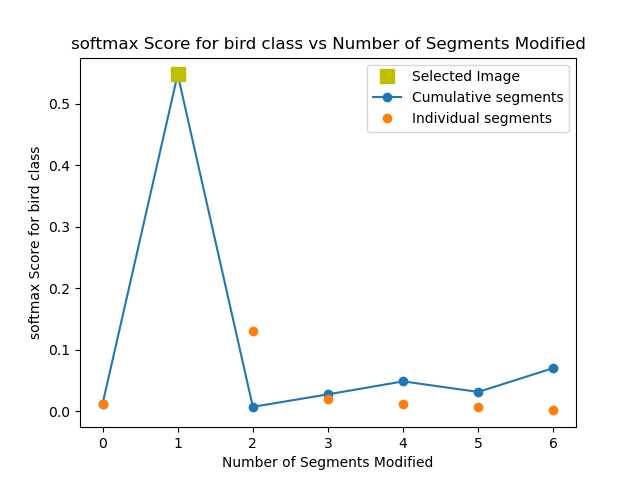 softmax Score for bird class vs Number of Segments Modified
Selected Image
Cumulative segments
Individual segments
softmax Score for bird class
0.5
0.4
0.3
0.2
0.1
0.0
0 1 2 3 4 5 6
Number of Segments Modified